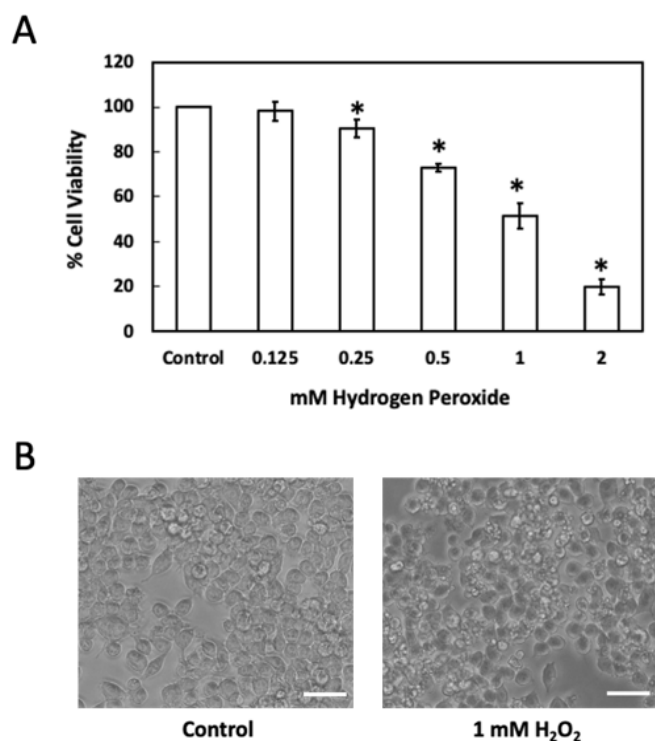 A
120
100
80
60
40
20
0
% Cell Viability
*
*
*
*
Control 0.125 0.25 0.5 1 2
mM Hydrogen Peroxide
B
Control 1 mM H₂O₂